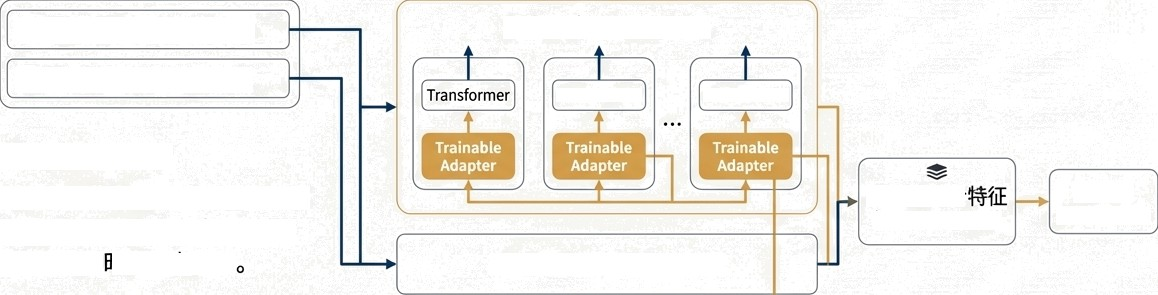 Transformer
Trainable
Adapter
Trainable
Adapter
...
Trainable
Adapter
特征
。